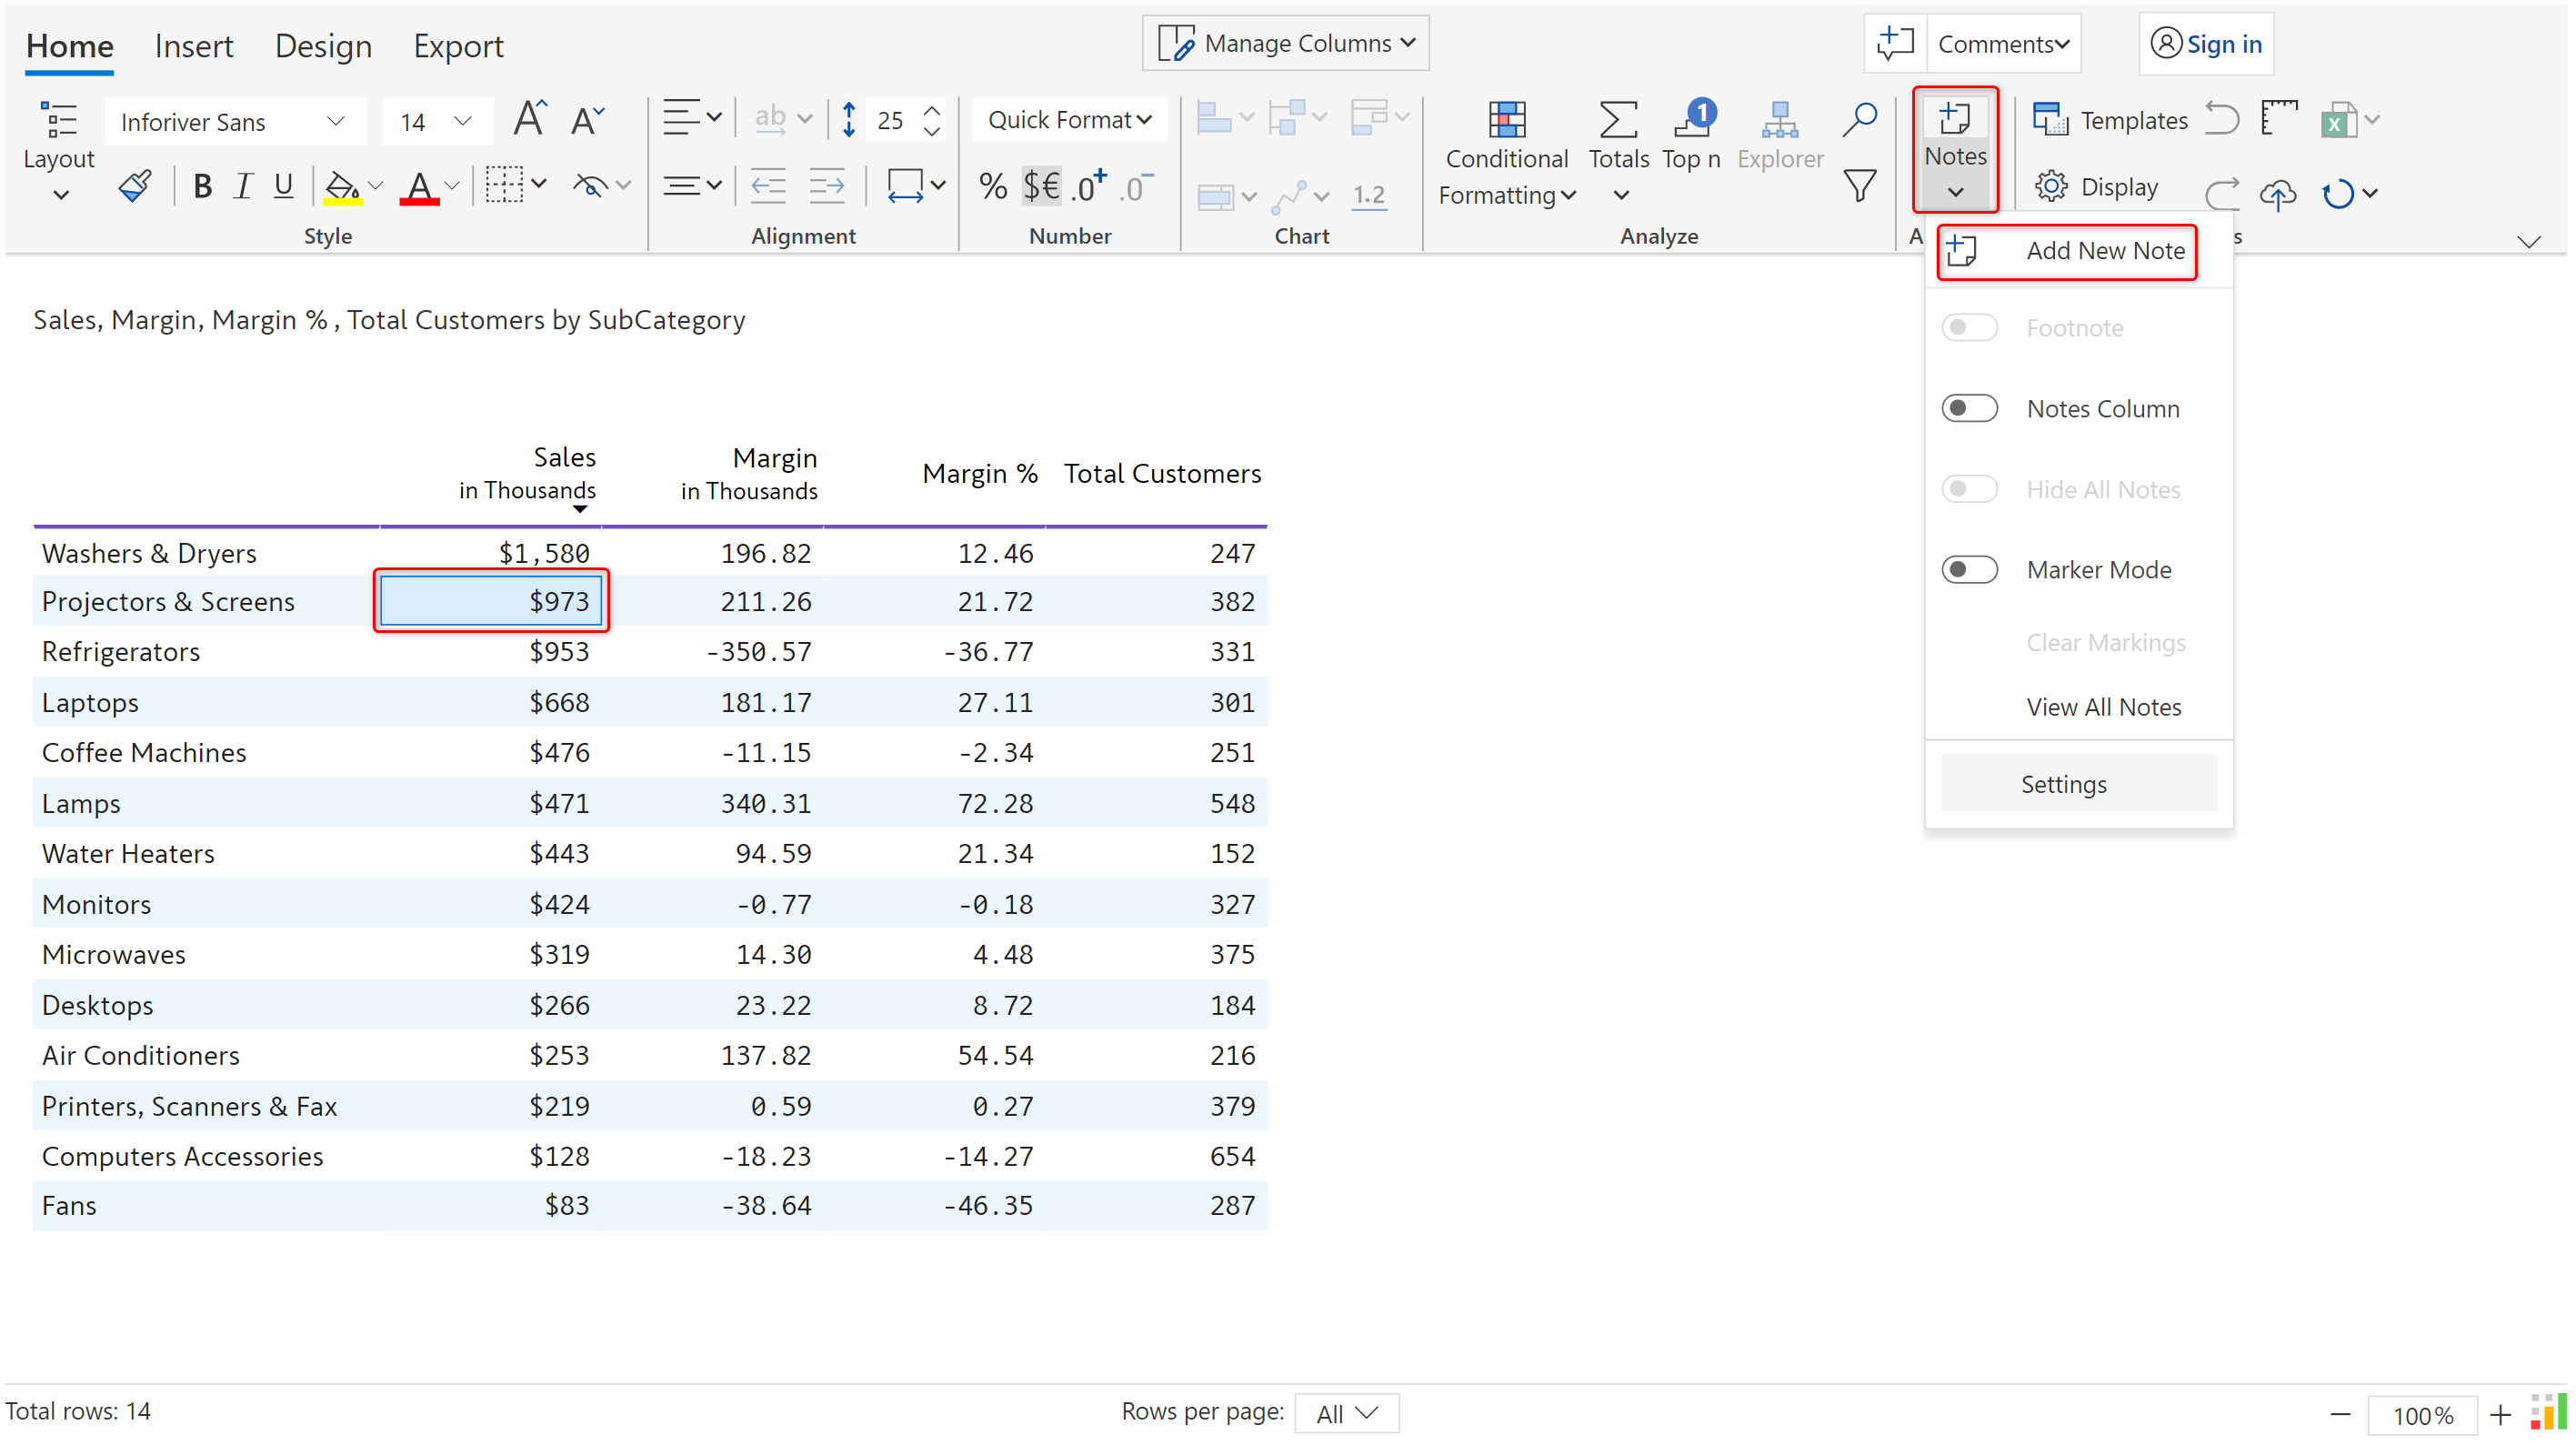 Home Insert Design Export Manage Columns Comments Sign in
Layout Inforiver Sans 14 A A ab 25 Quick Format Conditional Formatting Totals 1 Top n Explorer Notes Templates X
B I U A % $€ .0+ .0- 1.2 Display
Style Alignment Number Chart Analyze A s
Add New Note
Footnote
Notes Column
Hide All Notes
Marker Mode
Clear Markings
View All Notes
Settings
Sales, Margin, Margin % , Total Customers by SubCategory
Sales in Thousands Margin in Thousands Margin % Total Customers
Washers & Dryers $1,580 196.82 12.46 247
Projectors & Screens $973 211.26 21.72 382
Refrigerators $953 -350.57 -36.77 331
Laptops $668 181.17 27.11 301
Coffee Machines $476 -11.15 -2.34 251
Lamps $471 340.31 72.28 548
Water Heaters $443 94.59 21.34 152
Monitors $424 -0.77 -0.18 327
Microwaves $319 14.30 4.48 375
Desktops $266 23.22 8.72 184
Air Conditioners $253 137.82 54.54 216
Printers, Scanners & Fax $219 0.59 0.27 379
Computers Accessories $128 -18.23 -14.27 654
Fans $83 -38.64 -46.35 287
Total rows: 14 Rows per page: All 100%